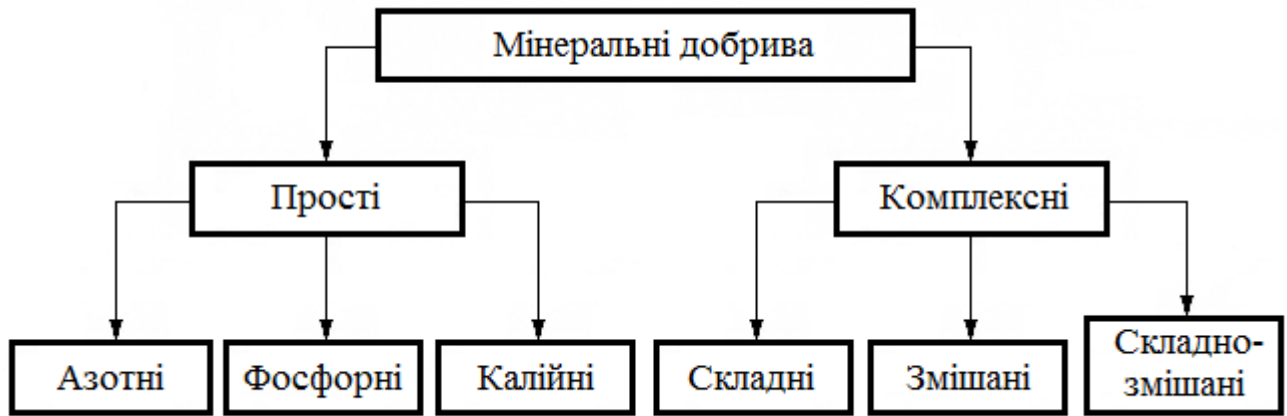 Мінеральні добрива
Прості
Комплексні
Азотні
Фосфорні
Калійні
Складні
Змішані
Складно-
змішані